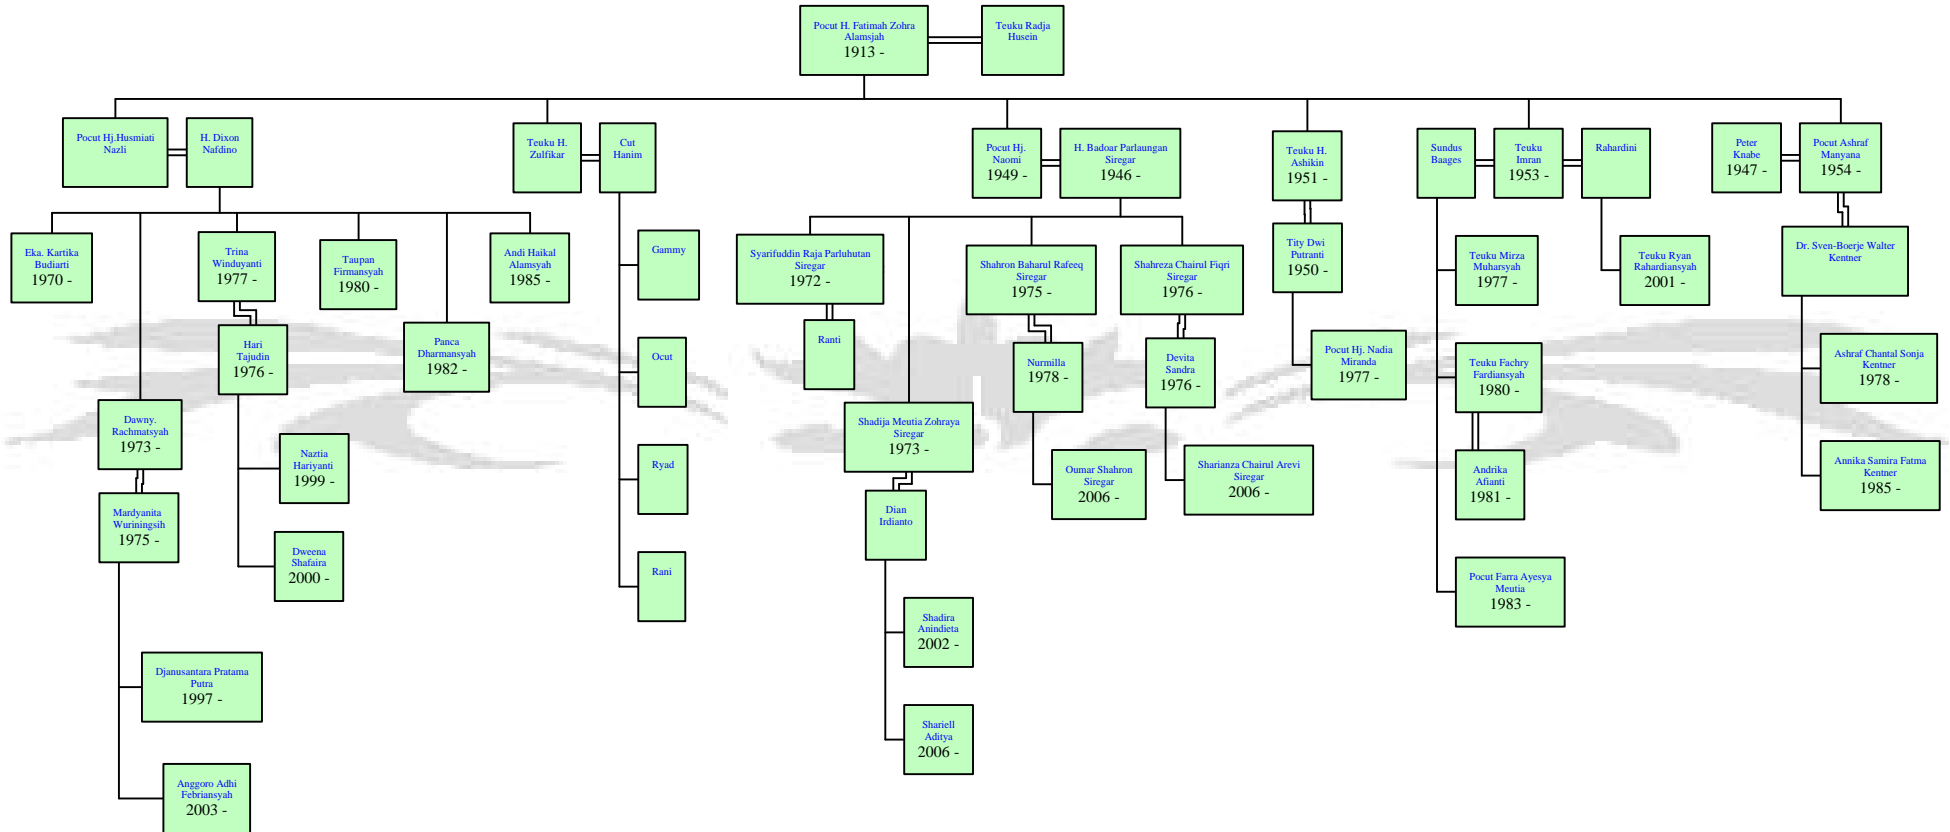 Pocut H. Fatimah Zohra
Alamsjah
1913 -
Teuku Radja
Husein
Pocut Hj.Husmiati
Nazli
H. Dixon
Nafdino
Teuku H.
Zulfikar
Cut
Hanim
Pocut Hj.
Naomi
1949 -
H. Badoar Parlaungan
Siregar
1946 -
Teuku H.
Ashikin
1951 -
Sundus
Baages
Teuku
Imran
1953 -
Rahardini
Peter
Knabe
1947 -
Pocut Ashraf
Manyana
1954 -
Eka. Kartika
Budiarti
1970 -
Trina
Winduyanti
1977 -
Taupan
Firmansyah
1980 -
Andi Haikal
Alamsyah
1985 -
Gammy
Syarifuddin Raja Parluhutan
Siregar
1972 -
Shahron Baharul Rafeeq
Siregar
1975 -
Shahreza Chairul Fiqri
Siregar
1976 -
Tity Dwi
Putranti
1950 -
Teuku Mirza
Muharsyah
1977 -
Teuku Ryan
Rahardiansyah
2001 -
Dr. Sven-Boerje Walter
Kentner
Hari
Tajudin
1976 -
Panca
Dharmansyah
1982 -
Ocut
Ranti
Nurmilla
1978 -
Devita
Sandra
1976 -
Pocut Hj. Nadia
Miranda
1977 -
Teuku Fachry
Fardiansyah
1980 -
Ashraf Chantal Sonja
Kentner
1978 -
Dawny.
Rachmatsyah
1973 -
Naztia
Hariyanti
1999 -
Ryad
Shadija Meutia Zohraya
Siregar
1973 -
Oumar Shahron
Siregar
2006 -
Sharianza Chairul Arevi
Siregar
2006 -
Andrika
Afianti
1981 -
Annika Samira Fatma
Kentner
1985 -
Mardyanita
Wuriningsih
1975 -
Dweena
Shafaira
2000 -
Rani
Dian
Irdianto
Pocut Farra Ayesya
Meutia
1983 -
Shadira
Anindieta
2002 -
Djanusantara Pratama
Putra
1997 -
Shariell
Aditya
2006 -
Anggoro Adhi
Febriansyah
2003 -